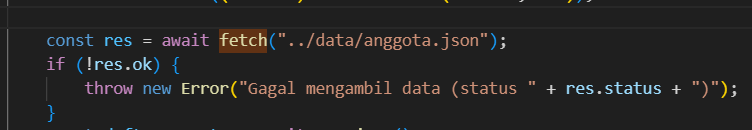 const res = await fetch("../data/anggota.json");
if (!res.ok) {
throw new Error("Gagal mengambil data (status " + res.status + ")");
}